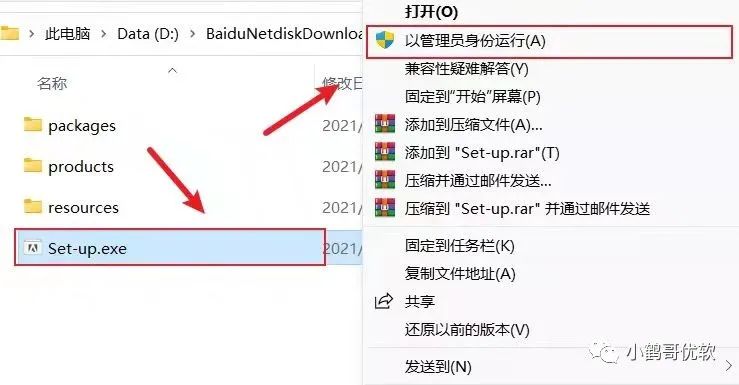 此电脑 > Data (D:) > BaiduNetdiskDownloa
名称
修改日
packages
2021/
products
2021/
resources
2021/
Set-up.exe
2021/
打开(O)
以管理员身份运行(A)
兼容性疑难解答(Y)
固定到“开始”屏幕(P)
添加到压缩文件(A)...
添加到 "Set-up.rar"(T)
压缩并通过邮件发送...
压缩到 "Set-up.rar" 并通过邮件发送
固定到任务栏(K)
复制文件地址(A)
共享
还原以前的版本(V)
发送到(N)
小鹤哥优软